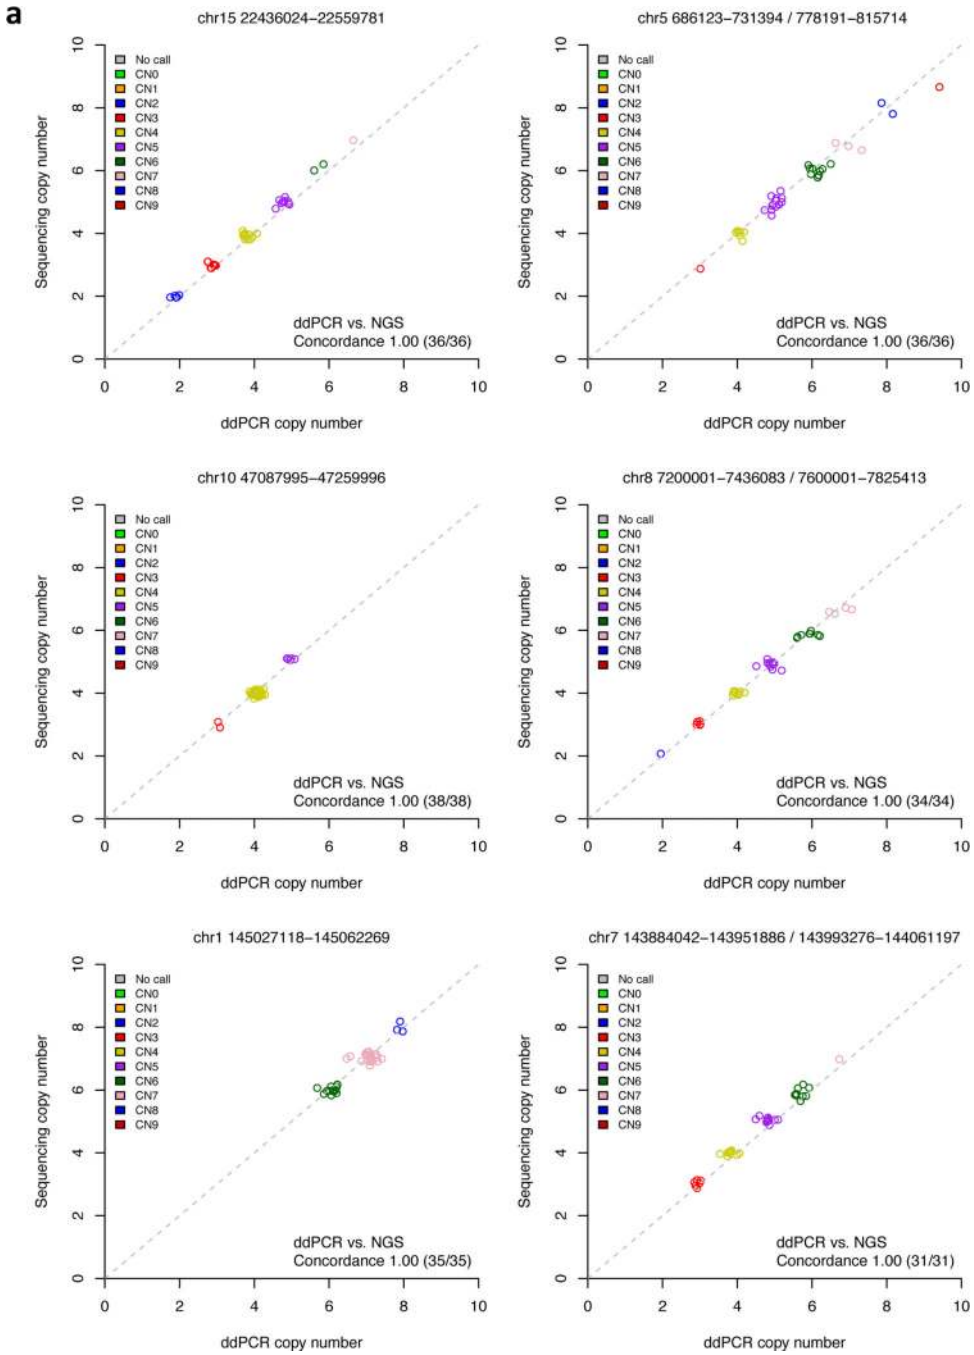 a
chr15 22436024−22559781
10
8
6
4
2
0
Sequencing copy number
No call
CN0
CN1
CN2
CN3
CN4
CN5
CN6
CN7
CN8
CN9
ddPCR vs. NGS
Concordance 1.00 (36/36)
0 2 4 6 8 10
ddPCR copy number
chr5 686123−731394 / 778191−815714
10
8
6
4
2
0
Sequencing copy number
No call
CN0
CN1
CN2
CN3
CN4
CN5
CN6
CN7
CN8
CN9
ddPCR vs. NGS
Concordance 1.00 (36/36)
0 2 4 6 8 10
ddPCR copy number
chr10 47087995−47259996
10
8
6
4
2
0
Sequencing copy number
No call
CN0
CN1
CN2
CN3
CN4
CN5
CN6
CN7
CN8
CN9
ddPCR vs. NGS
Concordance 1.00 (38/38)
0 2 4 6 8 10
ddPCR copy number
chr8 7200001−7436083 / 7600001−7825413
10
8
6
4
2
0
Sequencing copy number
No call
CN0
CN1
CN2
CN3
CN4
CN5
CN6
CN7
CN8
CN9
ddPCR vs. NGS
Concordance 1.00 (34/34)
0 2 4 6 8 10
ddPCR copy number
chr1 145027118−145062269
10
8
6
4
2
0
Sequencing copy number
No call
CN0
CN1
CN2
CN3
CN4
CN5
CN6
CN7
CN8
CN9
ddPCR vs. NGS
Concordance 1.00 (35/35)
0 2 4 6 8 10
ddPCR copy number
chr7 143884042−143951886 / 143993276−144061197
10
8
6
4
2
0
Sequencing copy number
No call
CN0
CN1
CN2
CN3
CN4
CN5
CN6
CN7
CN8
CN9
ddPCR vs. NGS
Concordance 1.00 (31/31)
0 2 4 6 8 10
ddPCR copy number